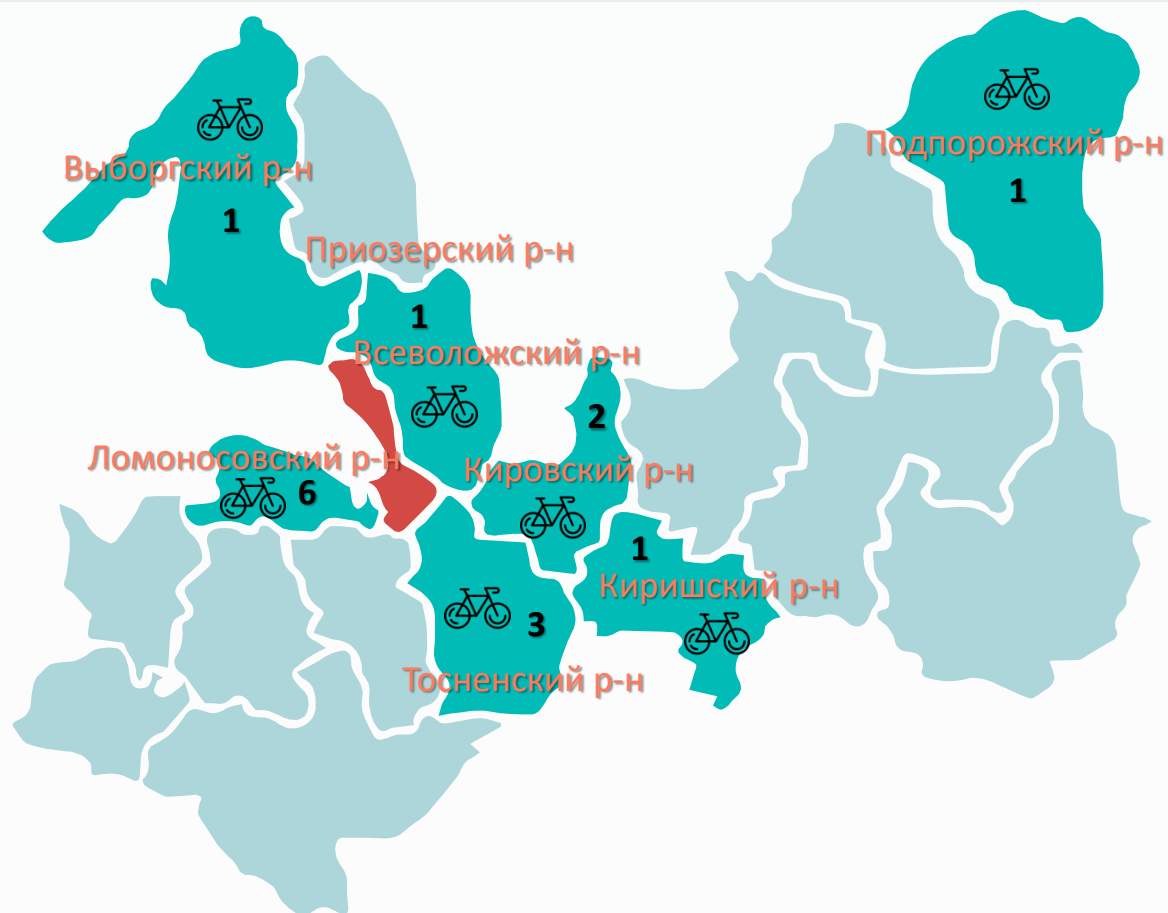 Подпорожский р-н
1
Выборгский р-н
1
Приозерский р-н
1
Всеволожский р-н
2
Ломоносовский р-н
6
Кировский р-н
1
Киришский р-н
3
Тосненский р-н